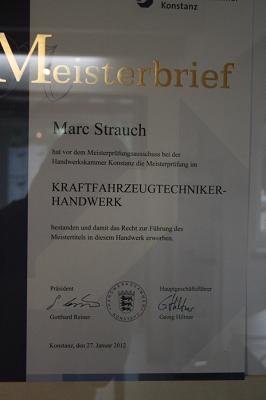 Konstanz
Meisterbrief
Marc Strauch
hat vor dem Meisterprüfungsausschuss bei der
Handwerkskammer Konstanz die Meisterprüfung im
KRAFTFAHRZEUGTECHNIKER-
HANDWERK
bestanden und damit das Recht zur Führung des
Meistertitels in diesem Handwerk erworben.
Präsident
Hauptgeschäftsführer
HANDWERKSKAMMER
KONSTANZ
Gotthard Reiner
Georg Hiltner
Konstanz, den 27. Januar 2012